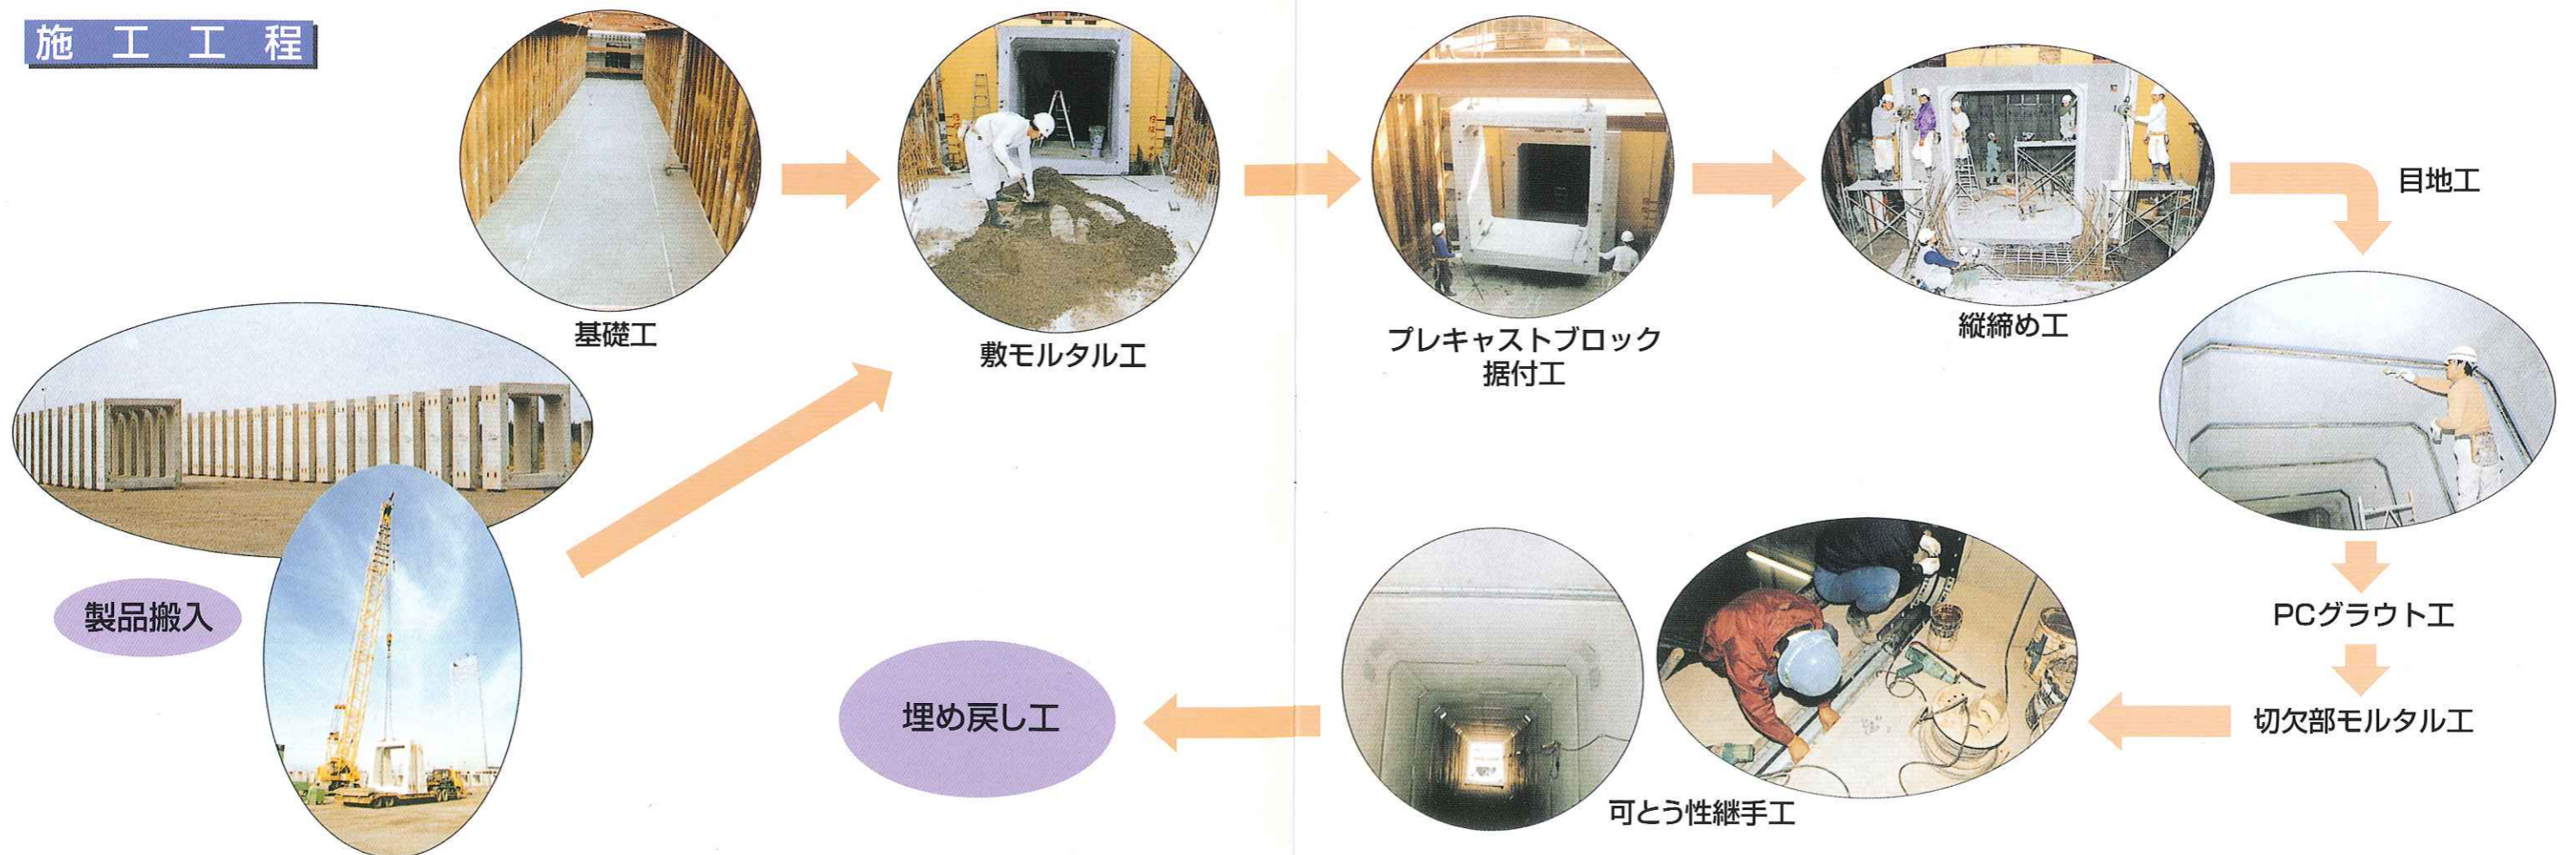 施工工程
基礎工
敷モルタル工
プレキャストブロック
据付工
縦締め工
目地工
製品搬入
PCグラウト工
切欠部モルタル工
可とう性継手工
埋め戻し工